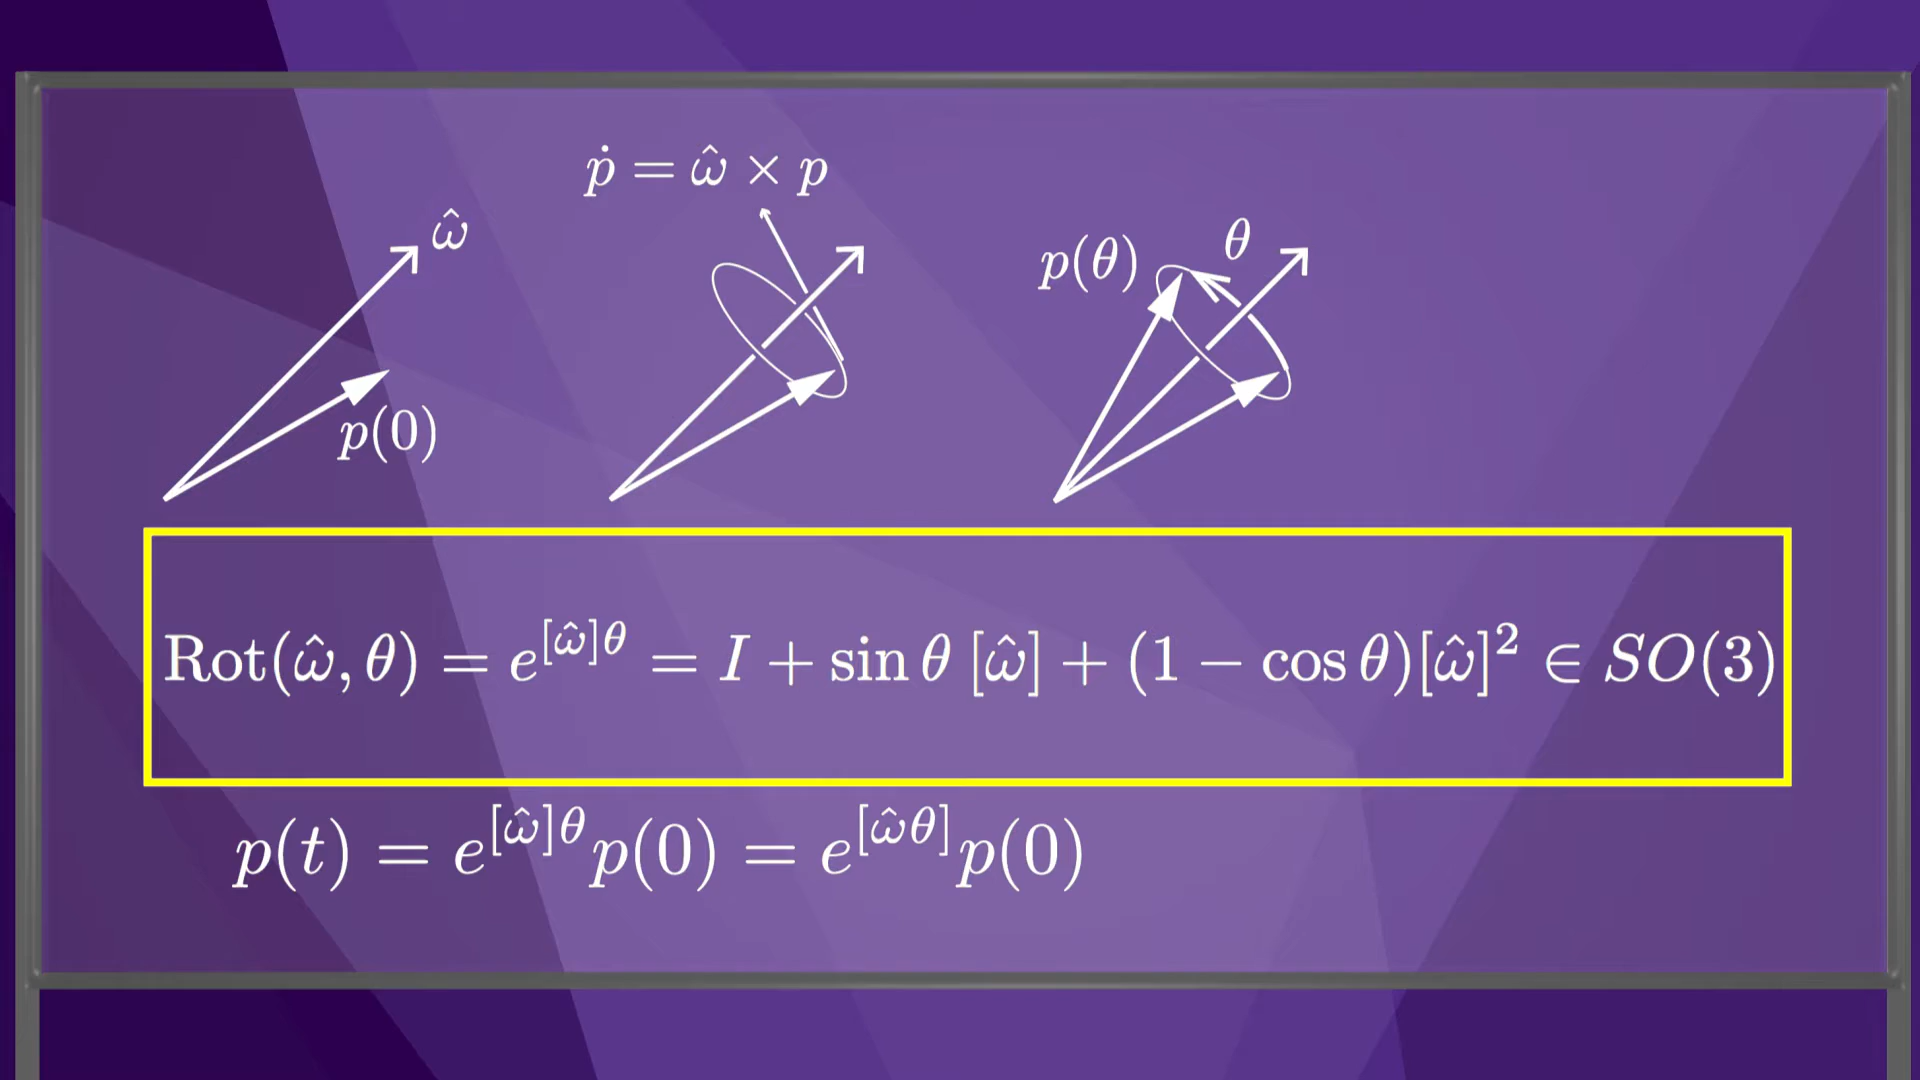 ṗ = ω̂ × p
ω̂
p(0)
p(θ)
θ
Rot(ω̂, θ) = e^{[ω̂]θ} = I + sin θ [ω̂] + (1 − cos θ)[ω̂]² ∈ SO(3)
p(t) = e^{[ω̂]θ}p(0) = e^{[ω̂θ]}p(0)